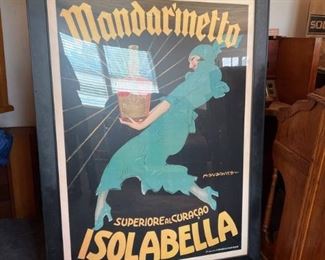 Mandarinetto
SUPERIORE AL CURAÇAO
ISOLABELLA